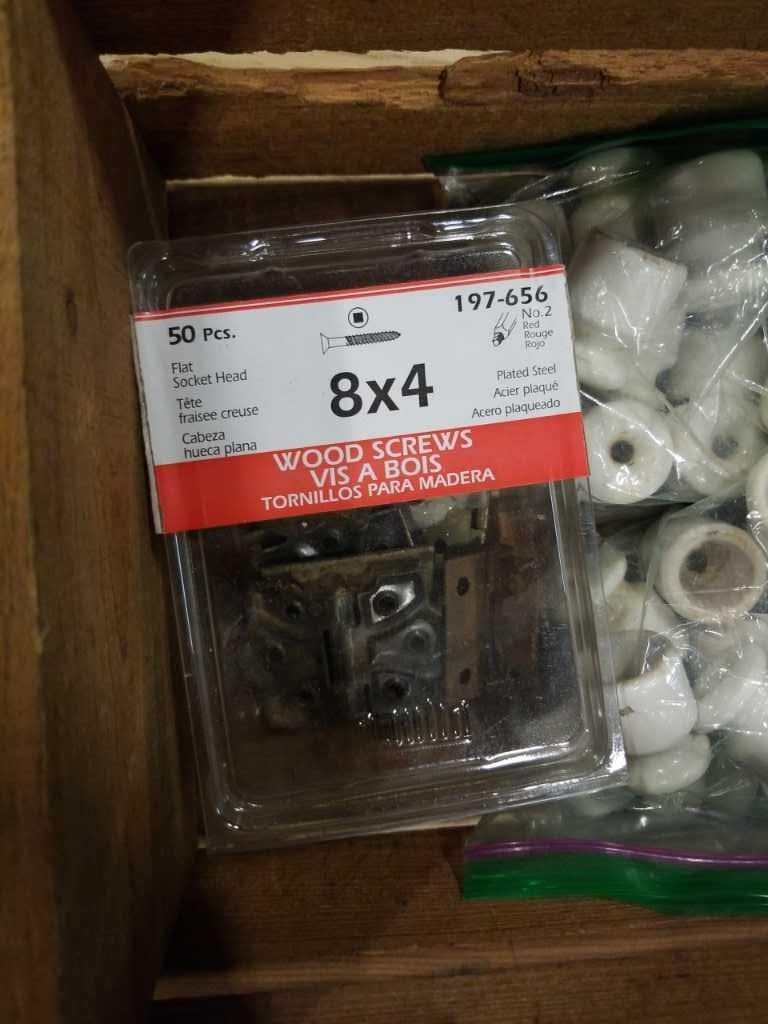 197-656
50 Pcs.
No.2
Red
Rouge
Rojo
Flat
Socket Head
Tête
fraisee creuse
Cabeza
hueca plana
8x4
Plated Steel
Acier plaqué
Acero plaqueado
WOOD SCREWS
VIS A BOIS
TORNILLOS PARA MADERA